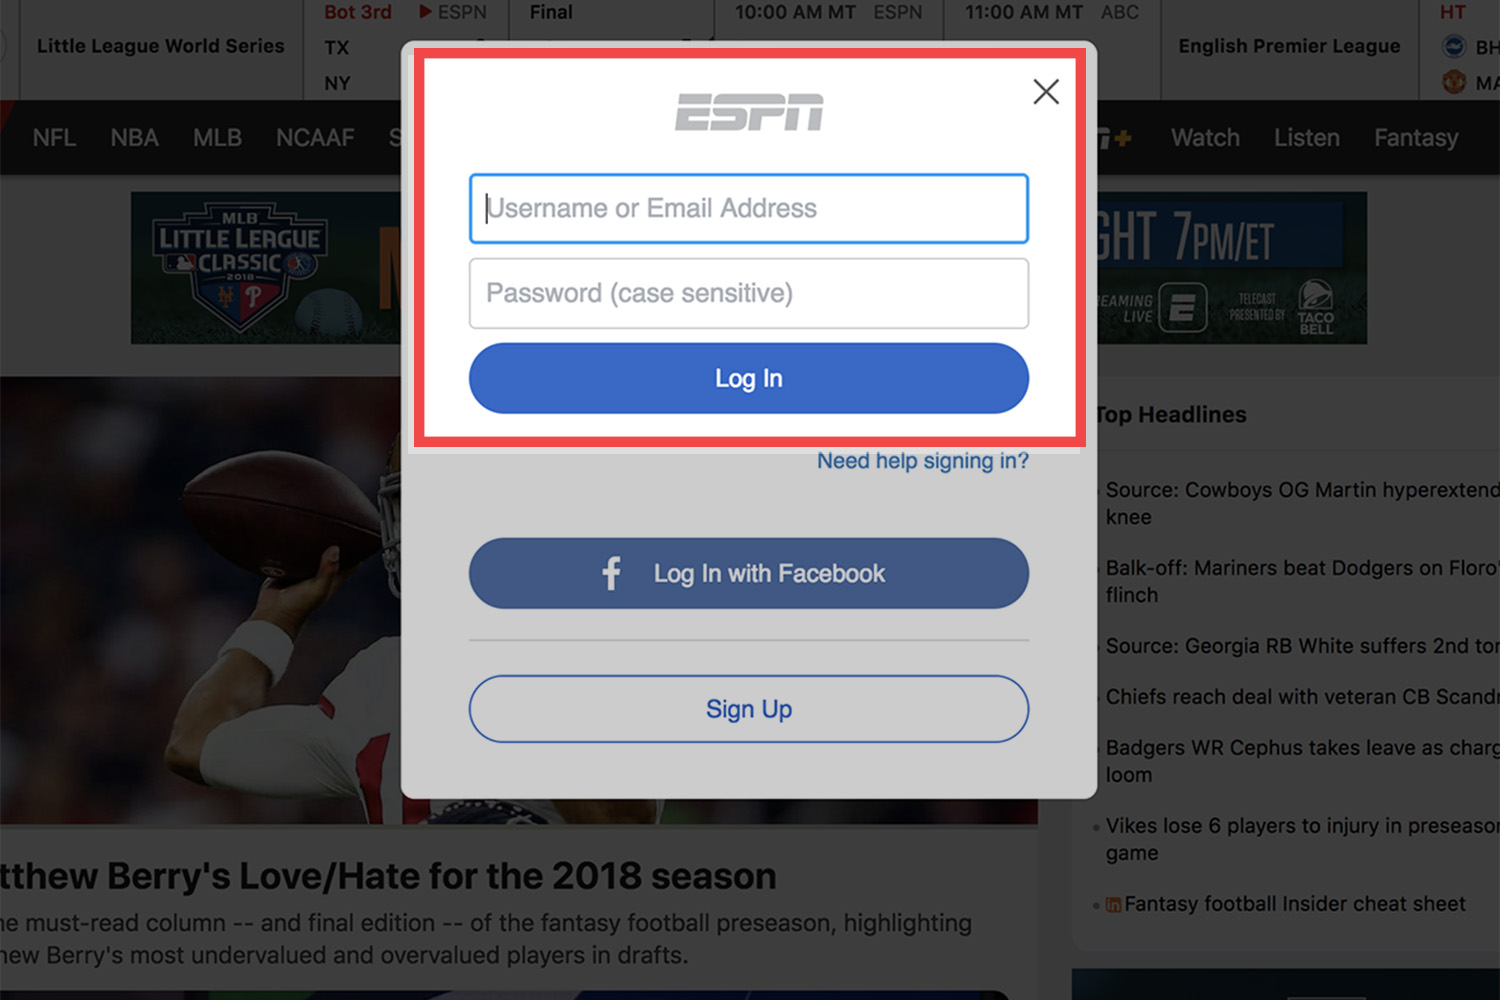 Little League World Series
Bot 3rd ESPN
TX
NY
Final
10:00 AM MT ESPN
11:00 AM MT ABC
English Premier League
HT
BH
MA
NFL NBA MLB NCAAF S
Watch Listen Fantasy
MLB
LITTLE LEAGUE
CLASSIC
2018
GHT 7PM/ET
REAMING
LIVE
TELECAST
PRESENTED BY
TACO
BELL
ESPN
Username or Email Address
Password (case sensitive)
Log In
Need help signing in?
Log In with Facebook
Sign Up
Top Headlines
Source: Cowboys OG Martin hyperextend
knee
Balk-off: Mariners beat Dodgers on Floro'
flinch
Source: Georgia RB White suffers 2nd tor
Chiefs reach deal with veteran CB Scandr
Badgers WR Cephus takes leave as charg
loom
Vikes lose 6 players to injury in preseason
game
in Fantasy football Insider cheat sheet
tthew Berry's Love/Hate for the 2018 season
he must-read column -- and final edition -- of the fantasy football preseason, highlighting
hew Berry's most undervalued and overvalued players in drafts.